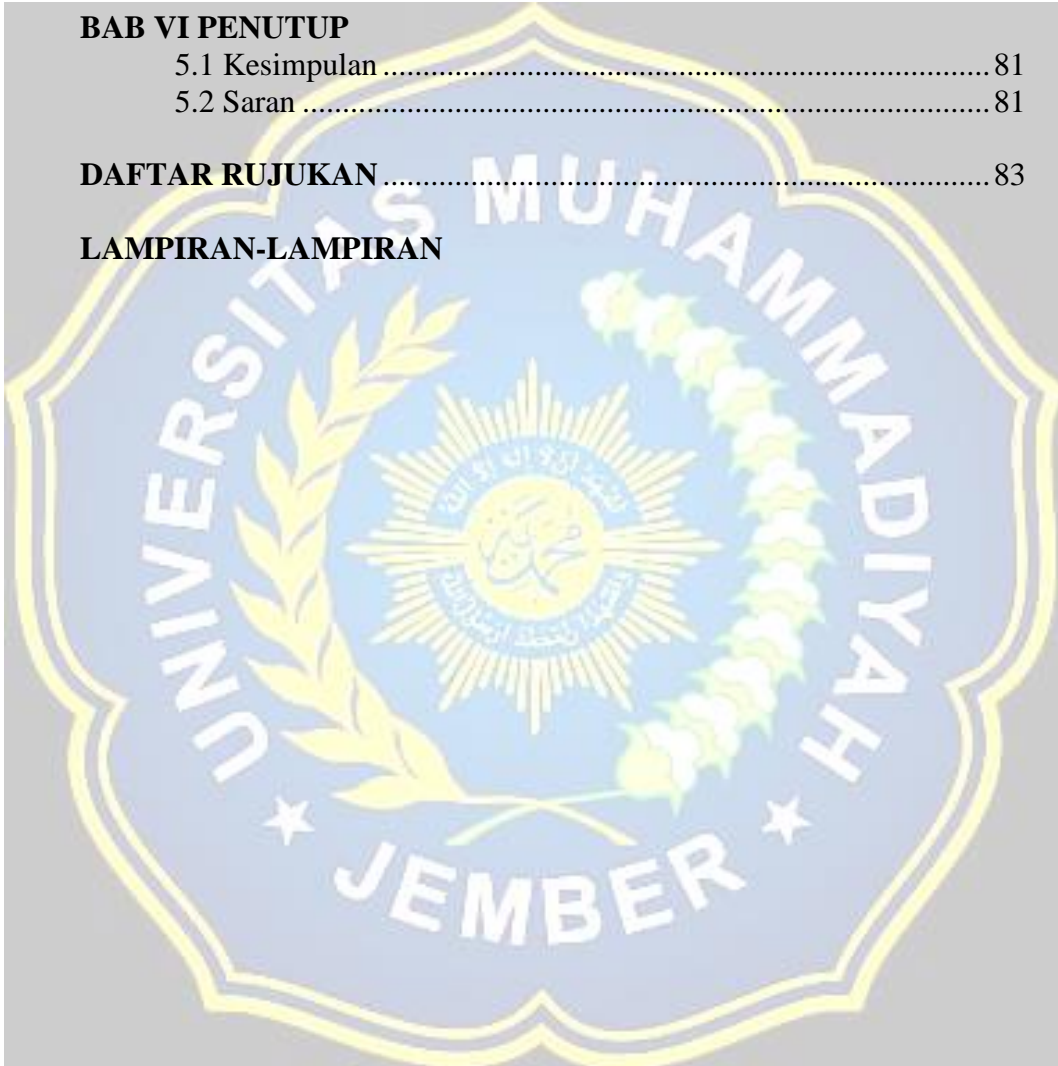 BAB VI PENUTUP
5.1 Kesimpulan ........................................................................... 81
5.2 Saran ..................................................................................... 81
DAFTAR RUJUKAN ........................................................................... 83
LAMPIRAN-LAMPIRAN
UNIVERSITAS MUHAMMADIYAH
JEMBER